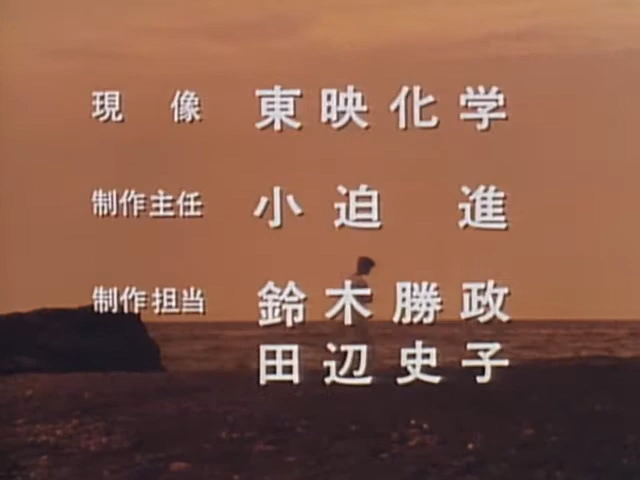 現像 東映化学
制作主任 小迫 進
制作担当 鈴木勝政
田辺史子